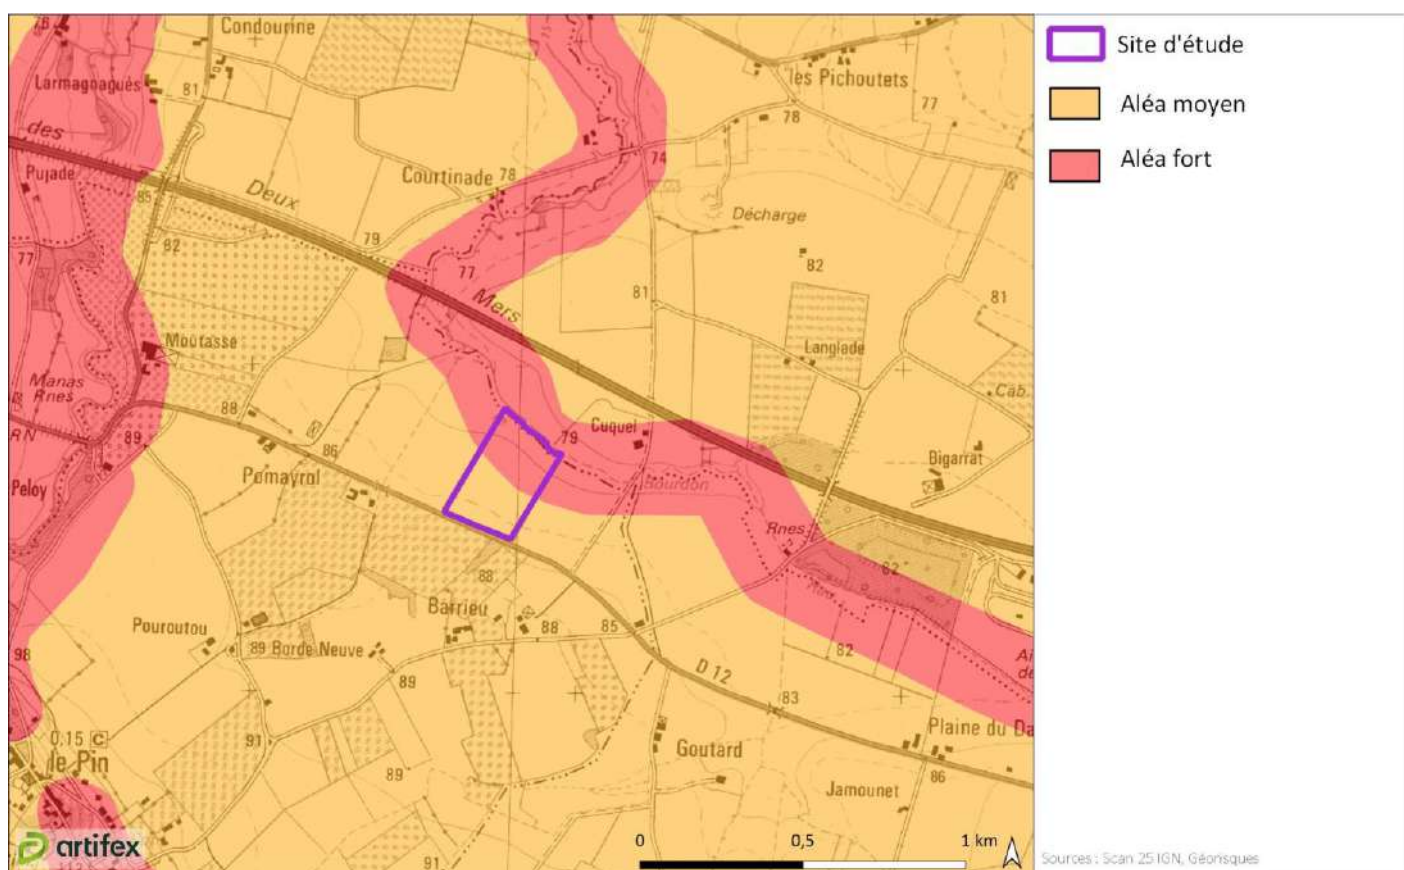 76
Condourine
Larmagnagués
81
les Pichoutets
77
78
des
Pujade
74
Courtinade 78
Deux
85
Décharge
82
79
77
77
82
Mers
81
81
Moutasse
Langlade
Manas
Rnes
Cab.
88
RN
89
86
79
Cuquel
Bigarrat
Pomayrol
Peloy
Bourdon
Rnes
82
88
Barrieu
Pouroutou
88
85
89 Borde Neuve
82
98
89
D 12
83
Plaine du Da
0.15 C
91
Goutard
le Pin
89
86
Jamounet
91
artifex
0
0,5
1 km
Site d'étude
Aléa moyen
Aléa fort
Sources : Scan 25 IGN, Géorisques